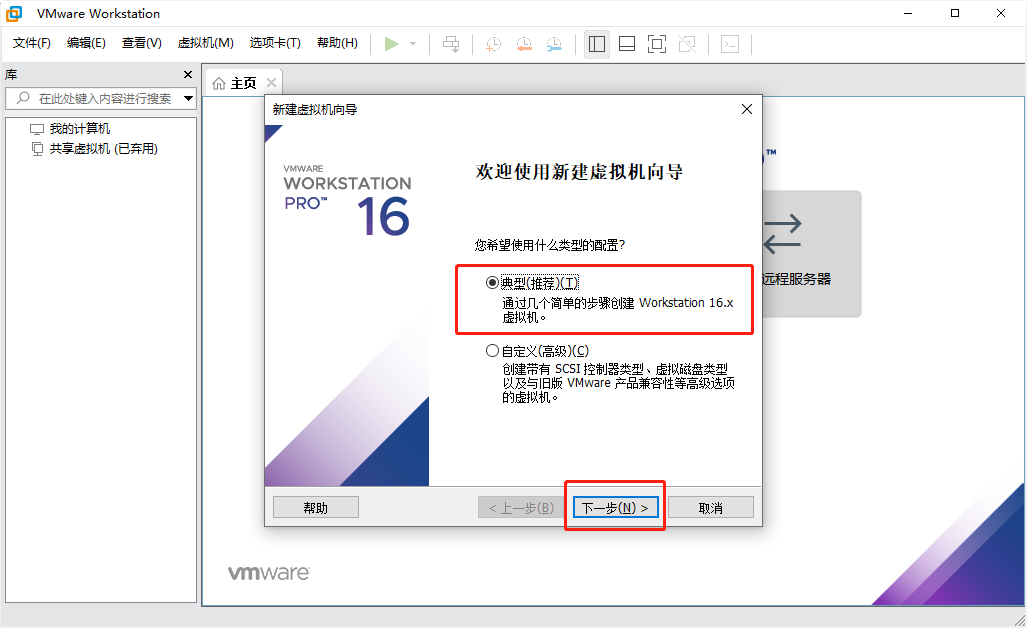 VMware Workstation
文件(F) 编辑(E) 查看(V) 虚拟机(M) 选项卡(T) 帮助(H)
库
在此处键入内容进行搜索
我的计算机
共享虚拟机 (已弃用)
主页
新建虚拟机向导
VMWARE
WORKSTATION
PRO™ 16
欢迎使用新建虚拟机向导
您希望使用什么类型的配置?
典型(推荐)(T)
通过几个简单的步骤创建 Workstation 16.x
虚拟机。
自定义(高级)(C)
创建带有 SCSI 控制器类型、虚拟磁盘类型
以及与旧版 VMware 产品兼容性等高级选项
的虚拟机。
帮助 < 上一步(B) 下一步(N) > 取消
™
远程服务器
vmware